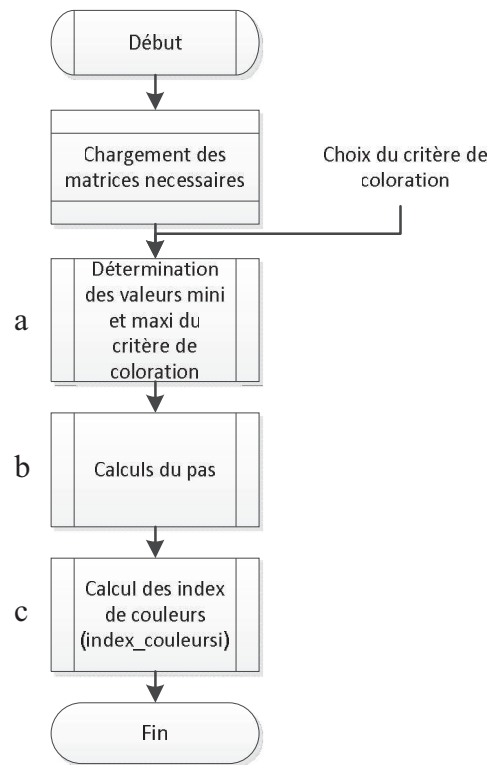 Début
Chargement des
matrices necessaires
Choix du critère de
coloration
a
Détermination
des valeurs mini
et maxi du
critère de
coloration
b
Calculs du pas
c
Calcul des index
de couleurs
(index_couleursi)
Fin